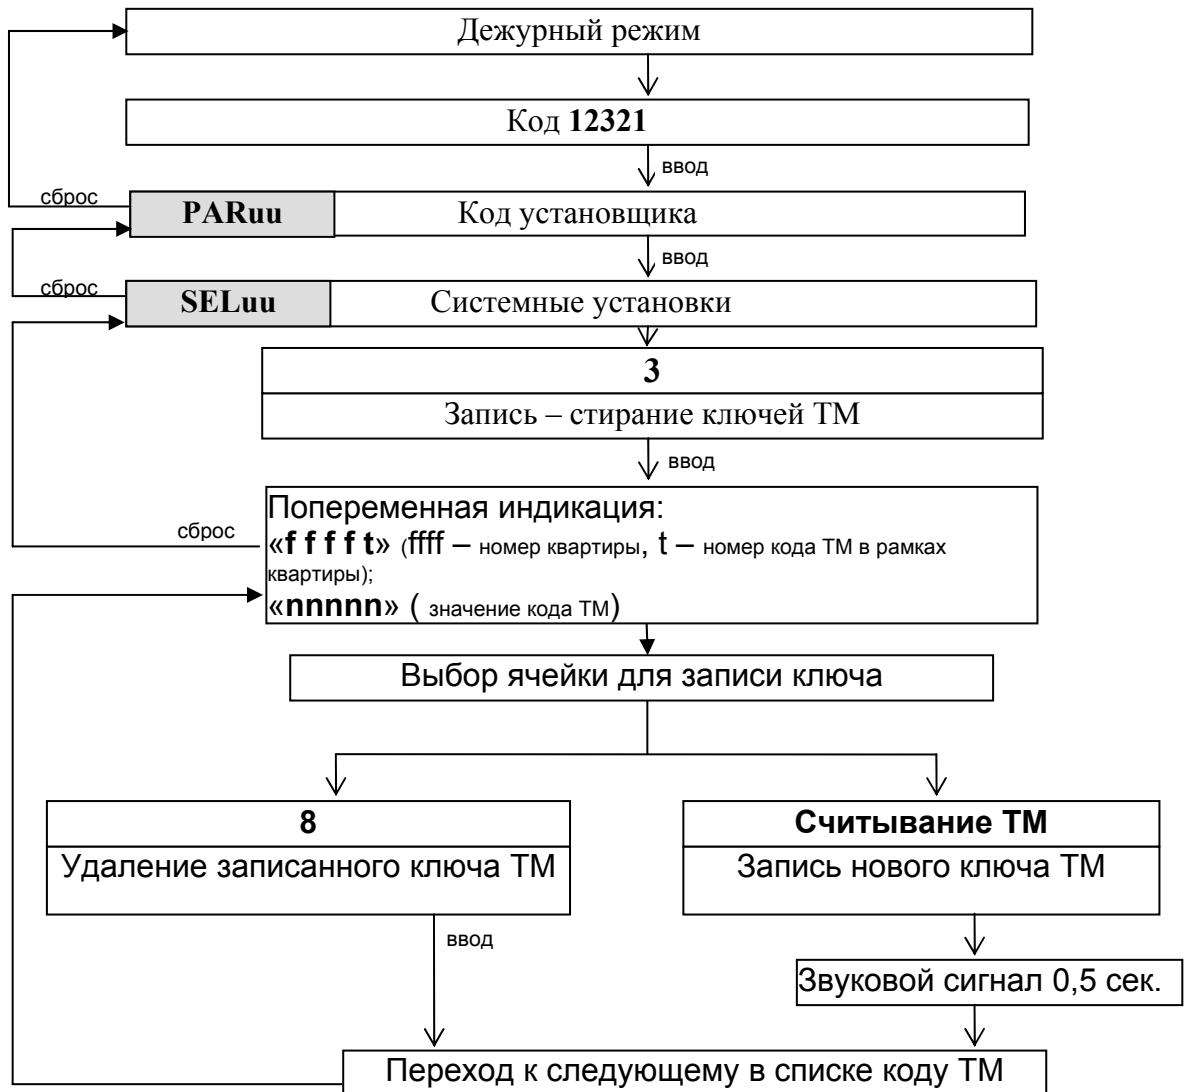 Дежурный режим
Код 12321
ввод
сброс
PARuu
Код установщика
ввод
сброс
SELuu
Системные установки
3
Запись – стирание ключей ТМ
ввод
сброс
Попеременная индикация:
«f f f f t» (ffff – номер квартиры, t – номер кода ТМ в рамках
квартиры);
«nnnnn» ( значение кода ТМ)
Выбор ячейки для записи ключа
8
Удаление записанного ключа ТМ
Считывание ТМ
Запись нового ключа ТМ
ввод
Звуковой сигнал 0,5 сек.
Переход к следующему в списке коду ТМ